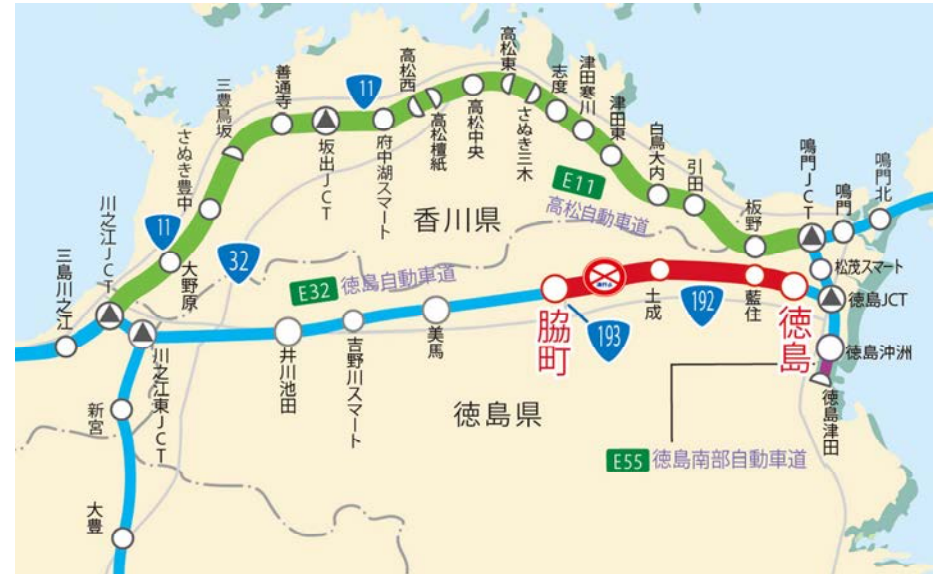 三島川之江
川之江JCT
11
大野原
さぬき豊中
三豊鳥坂
善通寺
坂出JCT
11
府中湖スマート
高松西
高松檀紙
高松中央
高松東
さぬき三木
志度
津田寒川
津田東
白鳥大内
引田
板野
鳴門JCT
鳴門
鳴門北
E11
高松自動車道
香川県
松茂スマート
徳島JCT
徳島沖洲
徳島津田
32
E32 徳島自動車道
川之江東JCT
井川池田
吉野川スマート
美馬
脇町
193
土成
192
藍住
徳島
徳島県
E55 徳島南部自動車道
新宮
大豊